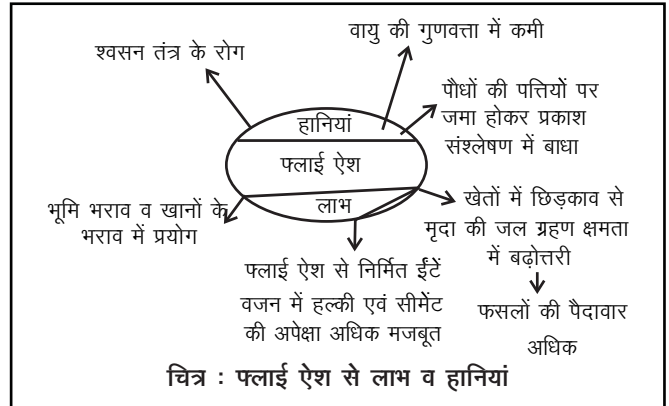 वायु की गुणवत्ता में कमी
श्वसन तंत्र के रोग
पौधों की पत्तियों पर
जमा होकर प्रकाश
संश्लेषण में बाधा
हानियां
फ्लाई ऐश
लाभ
भूमि भराव व खानों के
भराव में प्रयोग
खेतों में छिड़काव से
मृदा की जल ग्रहण क्षमता
में बढ़ोत्तरी
फ्लाई ऐश से निर्मित ईंटें
वजन में हल्की एवं सीमेंट
की अपेक्षा अधिक मजबूत
फसलों की पैदावार
अधिक
चित्र : फ्लाई ऐश से लाभ व हानियां